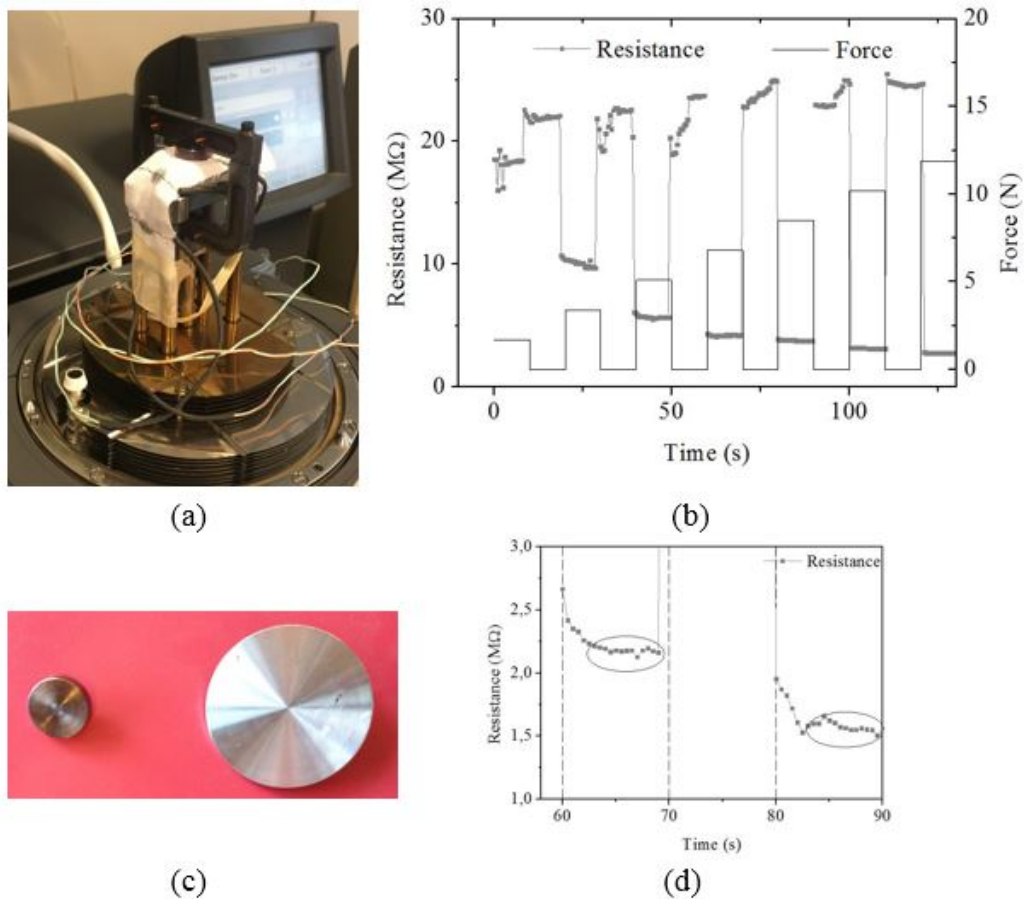 30
20
10
0
Resistance (MΩ)
Resistance
Force
20
15
10
5
0
Force (N)
0
50
100
Time (s)
(a)
(b)
3,0
2,5
2,0
1,5
1,0
Resistance (MΩ)
Resistance
60
70
80
90
Time (s)
(c)
(d)